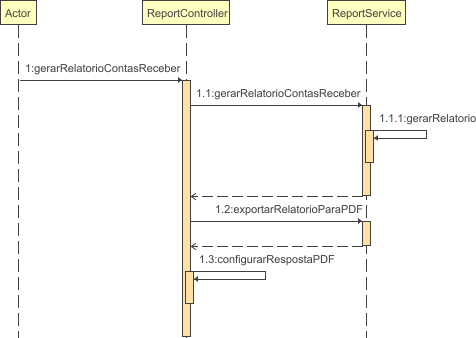 Actor
ReportController
ReportService
1:gerarRelatorioContasReceber
1.1:gerarRelatorioContasReceber
1.1.1:gerarRelatorio
1.2:exportarRelatorioParaPDF
1.3:configurarRespostaPDF